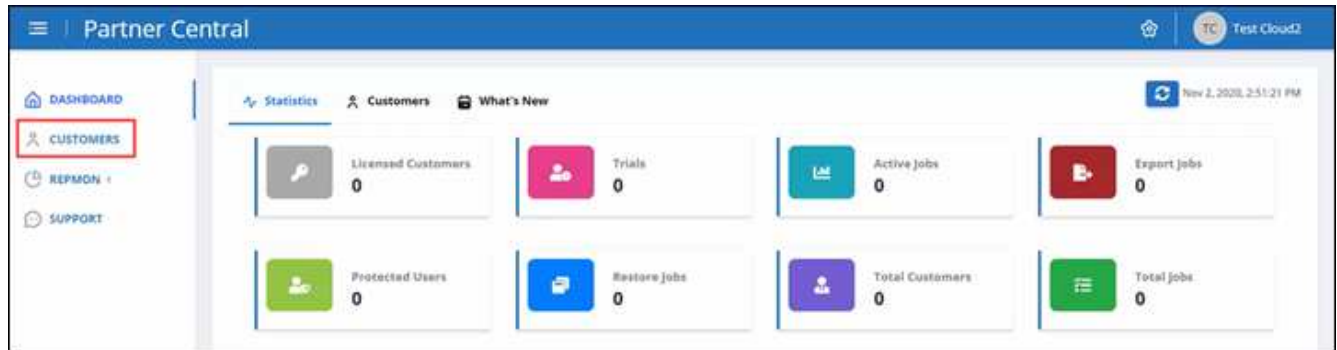 Partner Central
TC Test Cloud2
DASHBOARD
CUSTOMERS
REPMON
SUPPORT
Statistics Customers What's New
Nov 2, 2020, 2:51:21 PM
Licensed Customers Trials Active Jobs Export Jobs
0 0 0 0
Protected Users Restore Jobs Total Customers Total Jobs
0 0 0 0